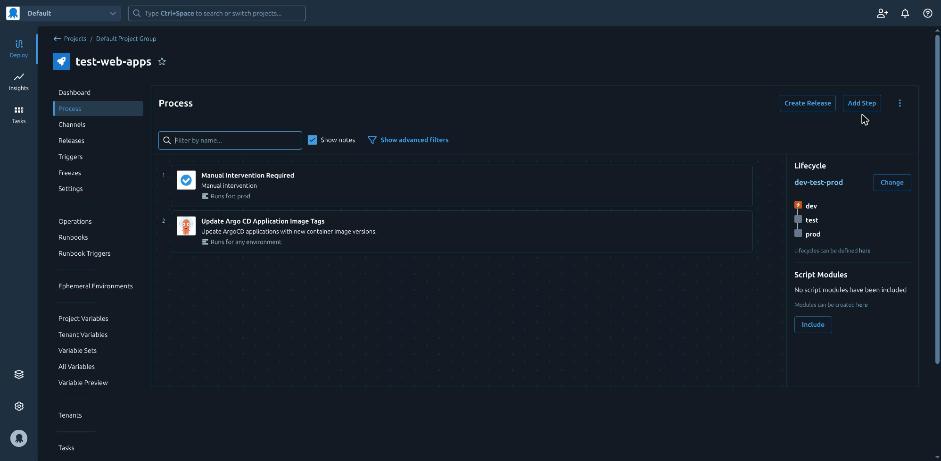 Default
Type Ctrl+Space to search or switch projects...
Deploy
Insights
Tasks
Projects / Default Project Group
test-web-apps
Dashboard
Process
Channels
Releases
Triggers
Freezes
Settings
Operations
Runbooks
Runbook Triggers
Ephemeral Environments
Project Variables
Tenant Variables
Variable Sets
All Variables
Variable Preview
Tenants
Tasks
Process
Create Release
Add Step
Filter by name...
Show notes
Show advanced filters
1
Manual Intervention Required
Manual intervention
Runs for: prod
2
Update Argo CD Application Image Tags
Update ArgoCD applications with new container image versions
Runs for any environment
Lifecycle
dev-test-prod
Change
dev
test
prod
Lifecycles can be defined here
Script Modules
No script modules have been included
Modules can be created here
Include